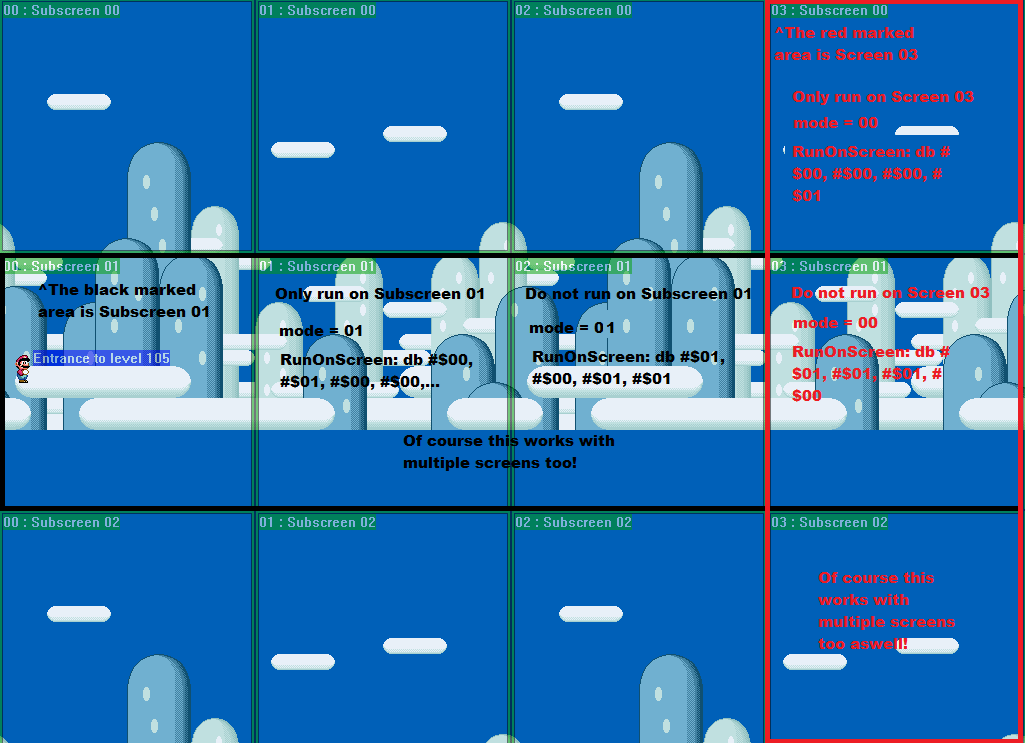 00 : Subscreen 00
01 : Subscreen 00
02 : Subscreen 00
03 : Subscreen 00
^The red marked
area is Screen 03
Only run on Screen 03
mode = 00
RunOnScreen: db #
$00, #$00, #$00, #
$01
00 : Subscreen 01
^The black marked
area is Subscreen 01
Entrance to level 105
01 : Subscreen 01
Only run on Subscreen 01
mode = 01
RunOnScreen: db #$00,
#$01, #$00, #$00,...
02 : Subscreen 01
Do not run on Subscreen 01
mode = 01
RunOnScreen: db #$01,
#$00, #$01, #$01
03 : Subscreen 01
Do not run on Screen 03
mode = 00
RunOnScreen: db #
$01, #$01, #$01, #
$00
Of course this works with
multiple screens too!
00 : Subscreen 02
01 : Subscreen 02
02 : Subscreen 02
03 : Subscreen 02
Of course this
works with
multiple screens
too aswell!